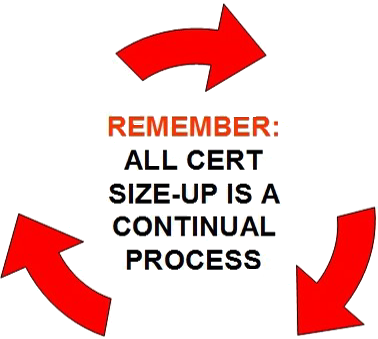 REMEMBER:
ALL CERT
SIZE-UP IS A
CONTINUAL
PROCESS